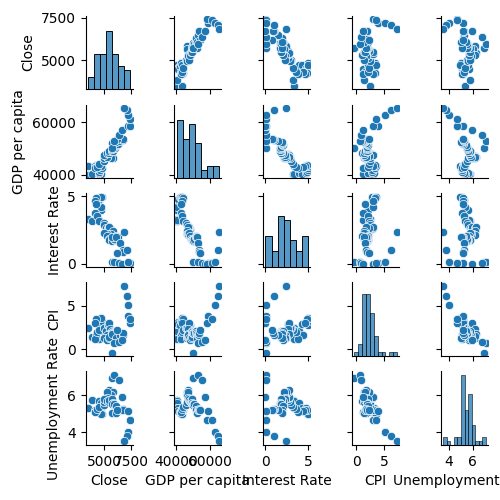 7500
5000
Close
60000
40000
GDP per capita
5
0
Interest Rate
5
0
CPI
6
4
Unemployment Rate
5000 7500
40000 60000
0 5
0 5
4 6
Close
GDP per capita
Interest Rate
CPI
Unemployment